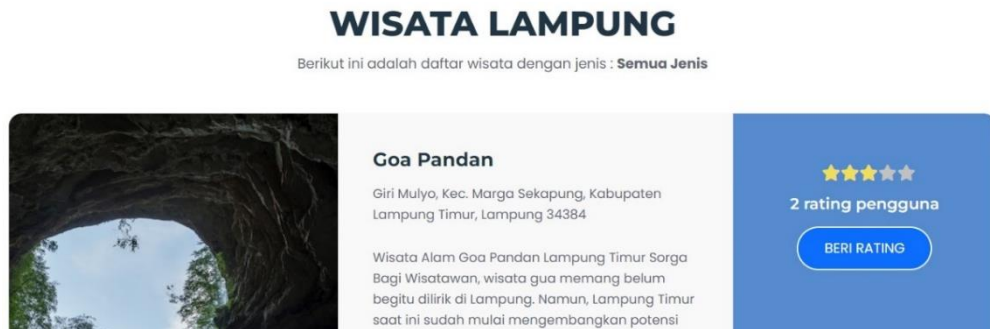 WISATA LAMPUNG
Berikut ini adalah daftar wisata dengan jenis : Semua Jenis
Goa Pandan
Giri Mulyo, Kec. Marga Sekapung, Kabupaten
Lampung Timur, Lampung 34384
Wisata Alam Goa Pandan Lampung Timur Sorga
Bagi Wisatawan, wisata gua memang belum
begitu dilirik di Lampung. Namun, Lampung Timur
saat ini sudah mulai mengembangkan potensi
2 rating pengguna
BERI RATING